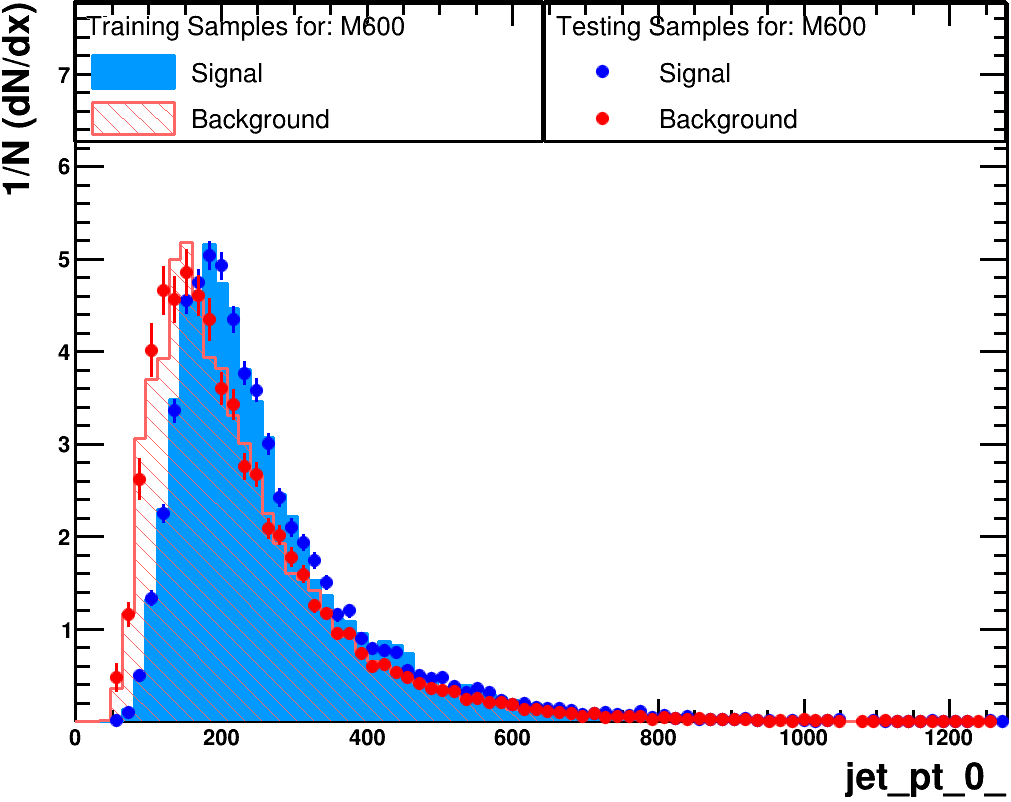 1/N (dN/dx)
Training Samples for: M600
Signal
Background
Testing Samples for: M600
Signal
Background
7
6
5
4
3
2
1
0 200 400 600 800 1000 1200
jet_pt_0_